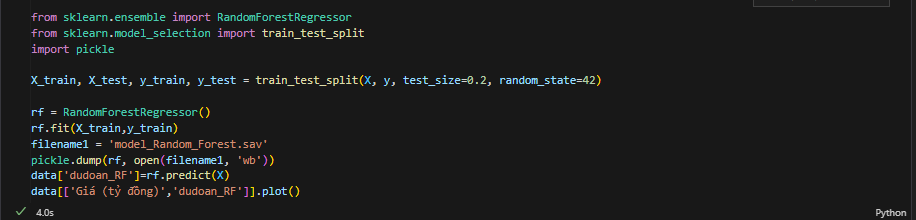 from sklearn.ensemble import RandomForestRegressor
from sklearn.model_selection import train_test_split
import pickle
X_train, X_test, y_train, y_test = train_test_split(X, y, test_size=0.2, random_state=42)
rf = RandomForestRegressor()
rf.fit(X_train,y_train)
filename1 = 'model_Random_Forest.sav'
pickle.dump(rf, open(filename1, 'wb'))
data['dudoan_RF']=rf.predict(X)
data[['Giá (tỷ đồng)','dudoan_RF']].plot()
4.0s
Python